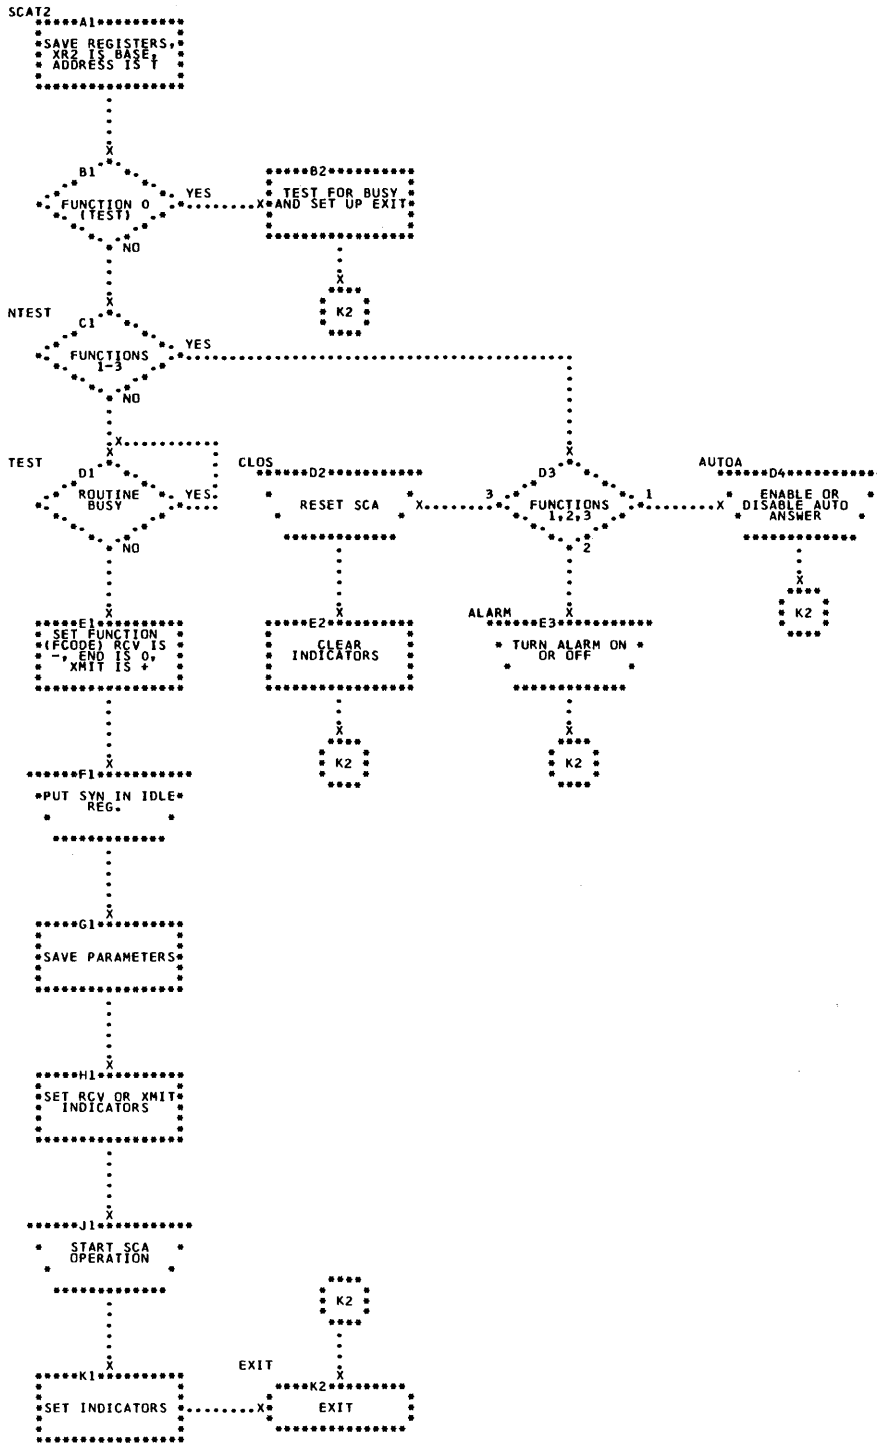 SCAT2
A1
SAVE REGISTERS,
XR2 IS BASE,
ADDRESS IS T
B1
FUNCTION 0
(TEST)
YES
NO
B2
TEST FOR BUSY
AND SET UP EXIT
K2
NTEST
C1
FUNCTIONS
1-3
YES
NO
TEST
D1
ROUTINE
BUSY
YES
NO
CLOS
D2
RESET SCA
3
D3
FUNCTIONS
1,2,3
1
2
AUTOA
D4
ENABLE OR
DISABLE AUTO
ANSWER
K2
E1
SET FUNCTION
(FCODE) RCV IS
-, END IS 0,
XMIT IS +
E2
CLEAR
INDICATORS
K2
ALARM
E3
TURN ALARM ON
OR OFF
K2
F1
PUT SYN IN IDLE
REG.
G1
SAVE PARAMETERS
H1
SET RCV OR XMIT
INDICATORS
J1
START SCA
OPERATION
K2
K1
SET INDICATORS
EXIT
K2
EXIT